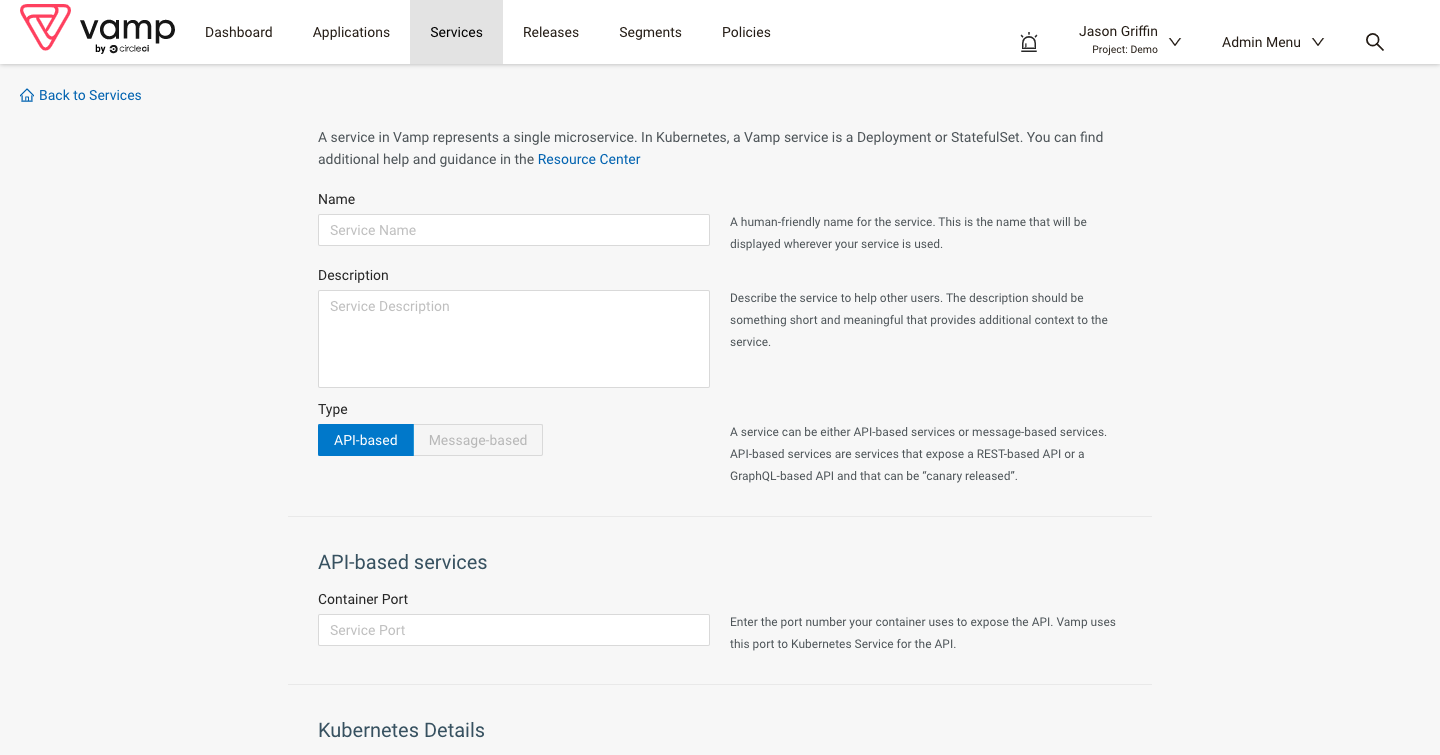 vamp
by circleci
Dashboard
Applications
Services
Releases
Segments
Policies
Jason Griffin
Project: Demo
Admin Menu
Back to Services
A service in Vamp represents a single microservice. In Kubernetes, a Vamp service is a Deployment or StatefulSet. You can find
additional help and guidance in the Resource Center
Name
Service Name
A human-friendly name for the service. This is the name that will be
displayed wherever your service is used.
Description
Service Description
Describe the service to help other users. The description should be
something short and meaningful that provides additional context to the
service.
Type
API-based
Message-based
A service can be either API-based services or message-based services.
API-based services are services that expose a REST-based API or a
GraphQL-based API and that can be “canary released”.
API-based services
Container Port
Service Port
Enter the port number your container uses to expose the API. Vamp uses
this port to Kubernetes Service for the API.
Kubernetes Details